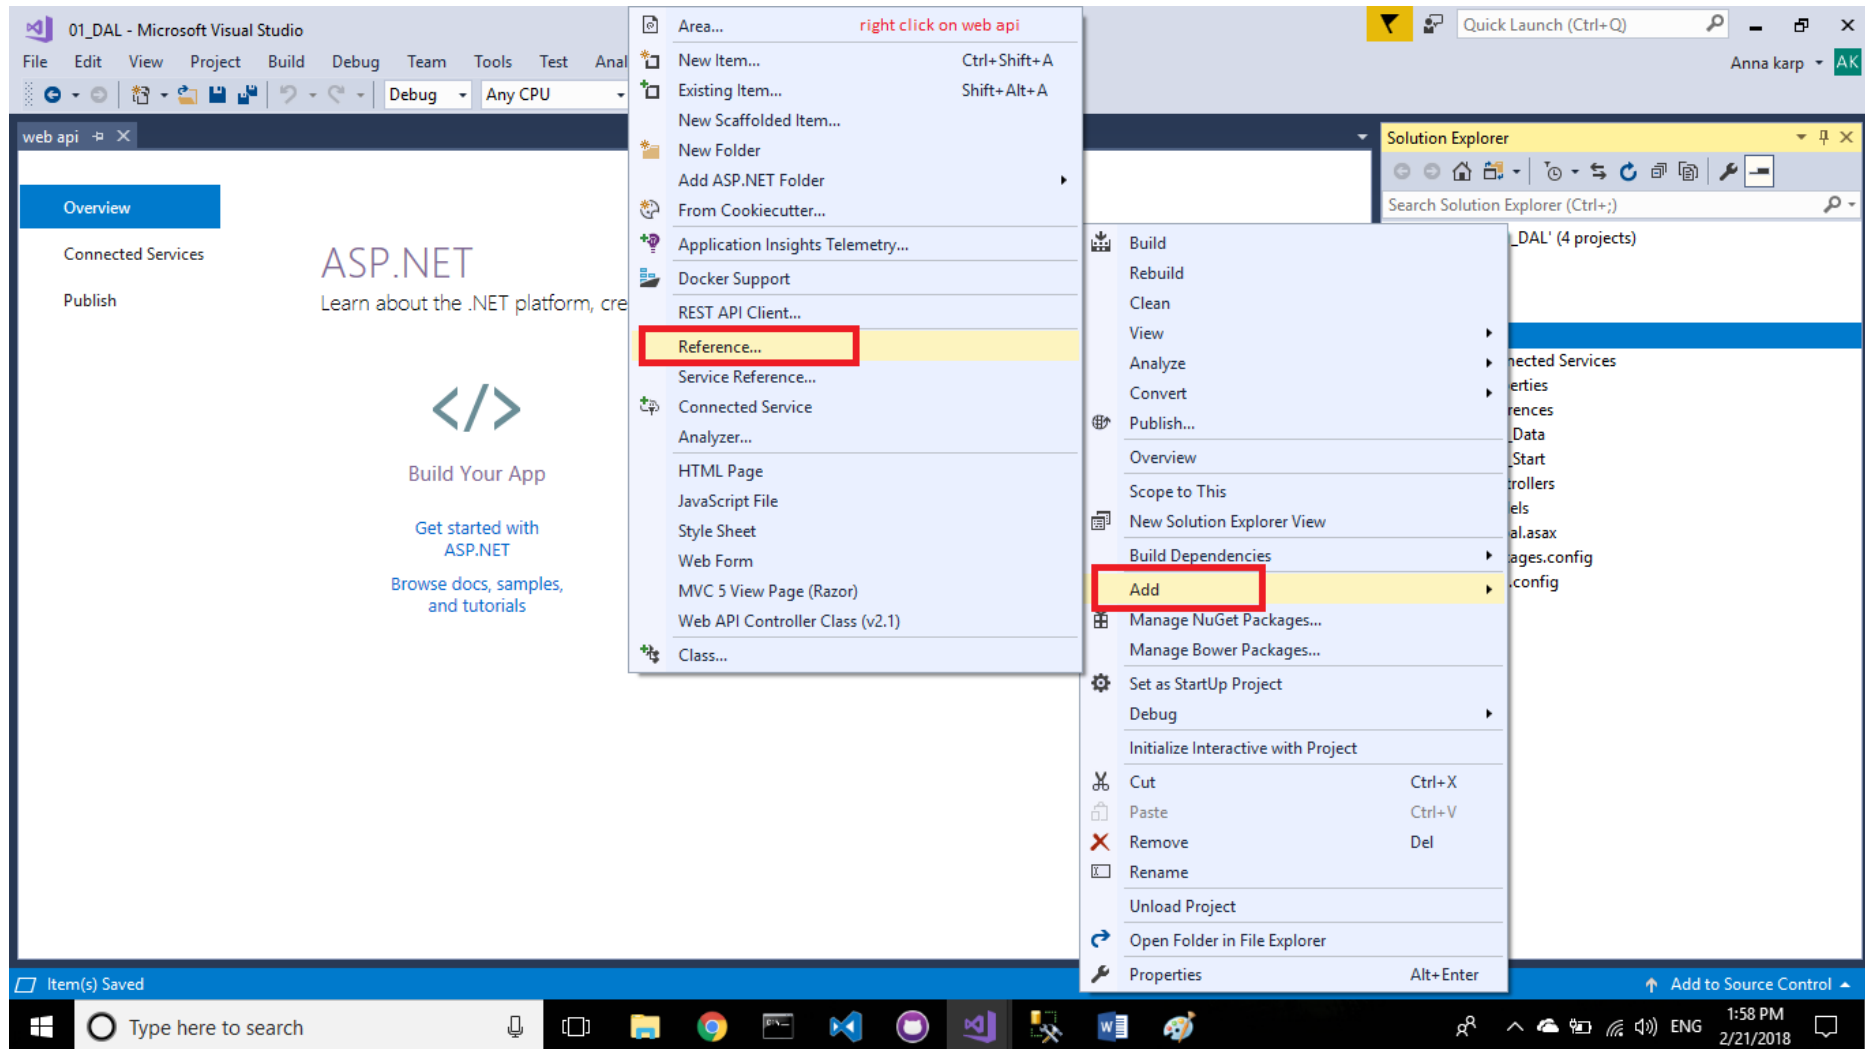 01_DAL - Microsoft Visual Studio
Quick Launch (Ctrl+Q)
File Edit View Project Build Debug Team Tools Test Anal
Anna karp
AK
Debug
Any CPU
web api
Overview
Connected Services
Publish
ASP.NET
Learn about the .NET platform, cre
</>
Build Your App
Get started with
ASP.NET
Browse docs, samples,
and tutorials
Area...
right click on web api
New Item... Ctrl+Shift+A
Existing Item... Shift+Alt+A
New Scaffolded Item...
New Folder
Add ASP.NET Folder
From Cookiecutter...
Application Insights Telemetry...
Docker Support
REST API Client...
Reference...
Service Reference...
Connected Service
Analyzer...
HTML Page
JavaScript File
Style Sheet
Web Form
MVC 5 View Page (Razor)
Web API Controller Class (v2.1)
Class...
Build
Rebuild
Clean
View
Analyze
Convert
Publish...
Overview
Scope to This
New Solution Explorer View
Build Dependencies
Add
Manage NuGet Packages...
Manage Bower Packages...
Set as StartUp Project
Debug
Initialize Interactive with Project
Cut Ctrl+X
Paste Ctrl+V
Remove Del
Rename
Unload Project
Open Folder in File Explorer
Properties Alt+Enter
Solution Explorer
Search Solution Explorer (Ctrl+;)
_DAL' (4 projects)
nected Services
erties
rences
_Data
_Start
rollers
els
al.asax
ages.config
.config
Item(s) Saved
Add to Source Control
Type here to search
ENG
1:58 PM
2/21/2018